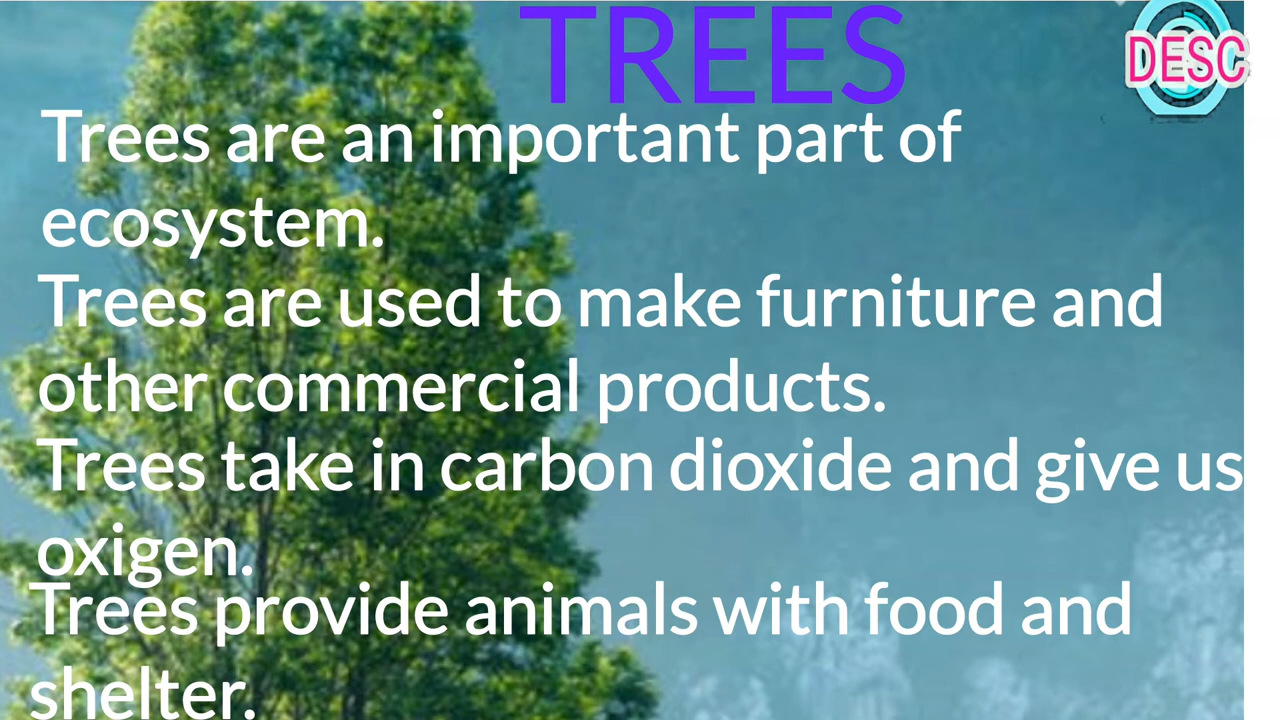 TREES
DESC
Trees are an important part of
ecosystem.
Trees are used to make furniture and
other commercial products.
Trees take in carbon dioxide and give us
oxigen.
Trees provide animals with food and
shelter.